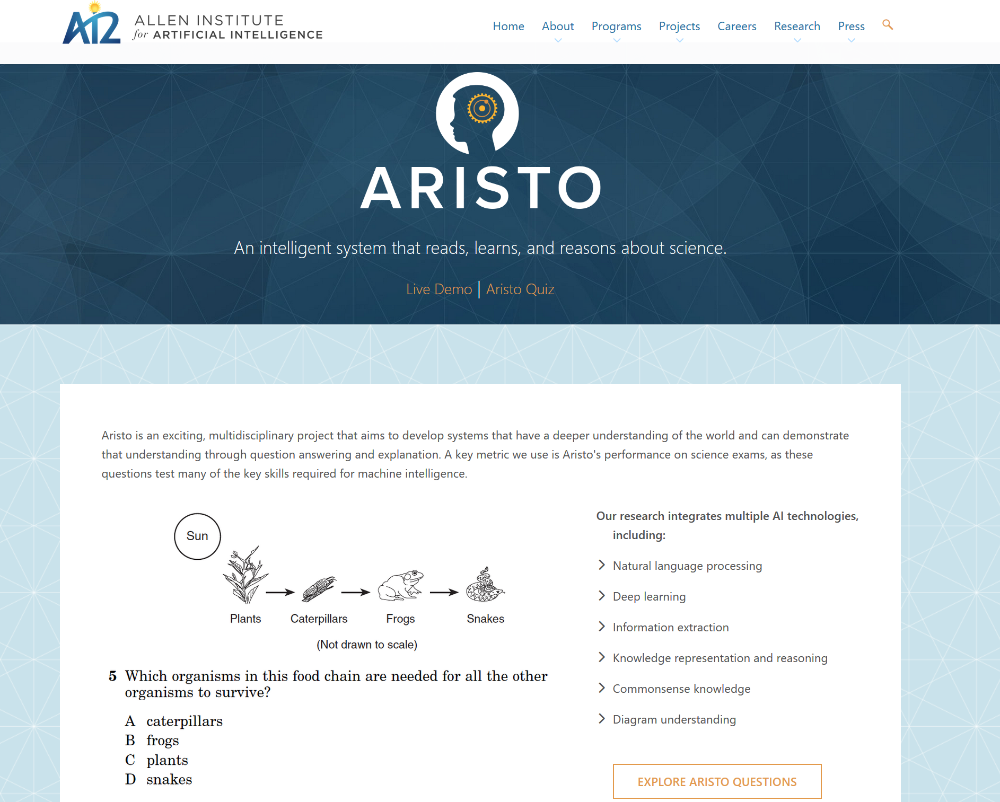 AI2 ALLEN INSTITUTE
for ARTIFICIAL INTELLIGENCE
Home About Programs Projects Careers Research Press
ARISTO
An intelligent system that reads, learns, and reasons about science.
Live Demo | Aristo Quiz
Aristo is an exciting, multidisciplinary project that aims to develop systems that have a deeper understanding of the world and can demonstrate
that understanding through question answering and explanation. A key metric we use is Aristo's performance on science exams, as these
questions test many of the key skills required for machine intelligence.
Sun
Plants Caterpillars Frogs Snakes
(Not drawn to scale)
5 Which organisms in this food chain are needed for all the other
organisms to survive?
A caterpillars
B frogs
C plants
D snakes
Our research integrates multiple AI technologies,
including:
Natural language processing
Deep learning
Information extraction
Knowledge representation and reasoning
Commonsense knowledge
Diagram understanding
EXPLORE ARISTO QUESTIONS